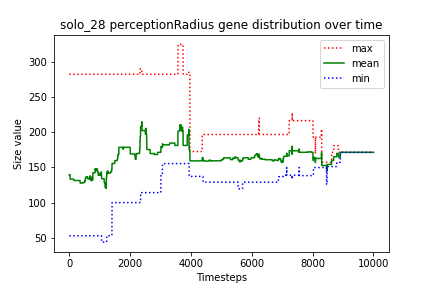 solo_28 perceptionRadius gene distribution over time
max
mean
min
Size value
300
250
200
150
100
50
0
2000
4000
6000
8000
10000
Timesteps